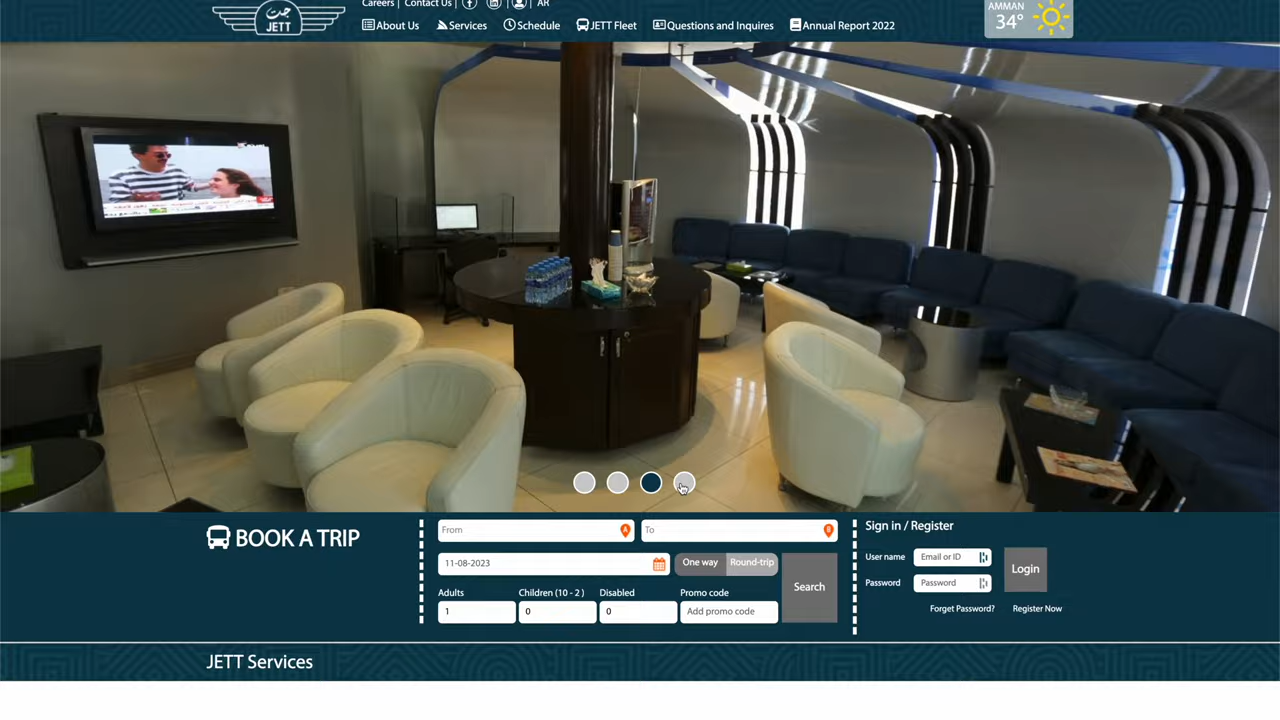 Careers | Contact Us |
AR
جت
JETT
About Us
Services
Schedule
JETT Fleet
Questions and Inquires
Annual Report 2022
AMMAN
34°
BOOK A TRIP
From
A
To
B
11-08-2023
One way
Round-trip
Adults
Children (10 - 2 )
Disabled
Promo code
1
0
0
Add promo code
Search
Sign in / Register
User name
Email or ID
Password
Password
Login
Forget Password?
Register Now
JETT Services